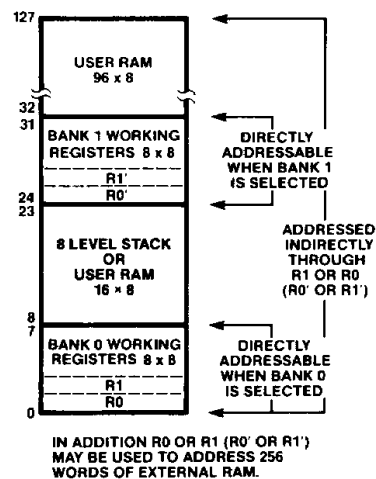 127
USER RAM
96 x 8
32
31
BANK 1 WORKING
REGISTERS 8 x 8
R1'
R0'
24
23
8 LEVEL STACK
OR
USER RAM
16 x 8
8
7
BANK 0 WORKING
REGISTERS 8 x 8
R1
R0
0
DIRECTLY
ADDRESSABLE
WHEN BANK 1
IS SELECTED
ADDRESSED
INDIRECTLY
THROUGH
R1 OR R0
(R0' OR R1')
DIRECTLY
ADDRESSABLE
WHEN BANK 0
IS SELECTED
IN ADDITION R0 OR R1 (R0' OR R1')
MAY BE USED TO ADDRESS 256
WORDS OF EXTERNAL RAM.